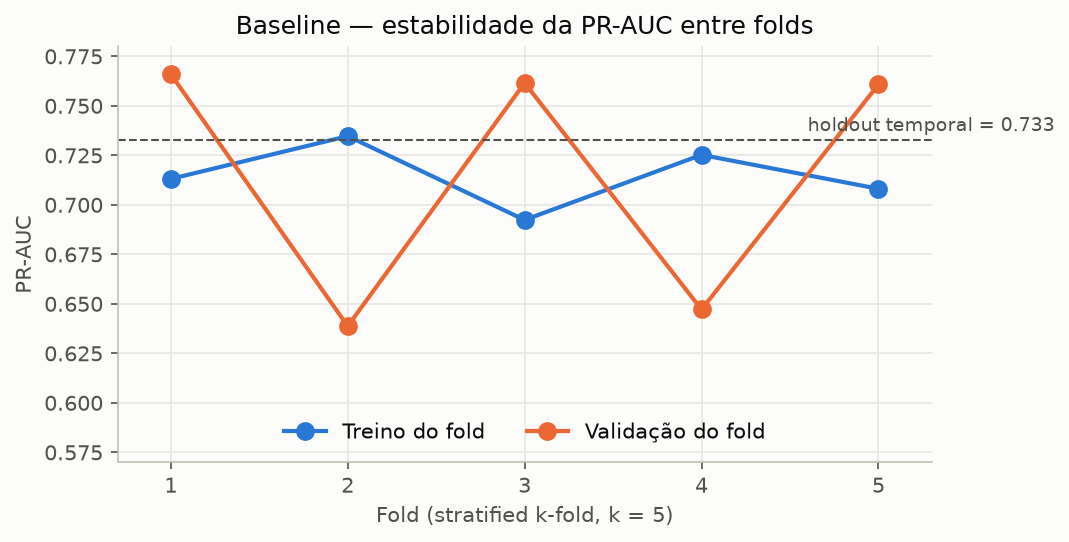 Baseline — estabilidade da PR-AUC entre folds
0.775
0.750
0.725
0.700
0.675
0.650
0.625
0.600
0.575
PR-AUC
holdout temporal = 0.733
Treino do fold
Validação do fold
1 2 3 4 5
Fold (stratified k-fold, k = 5)